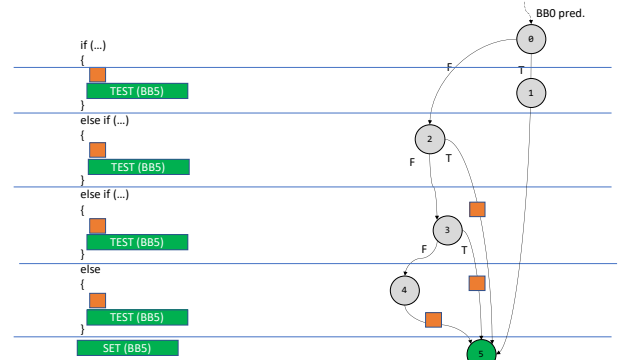 BB0 pred.
if (…)
{
TEST (BB5)
}
else if (…)
{
TEST (BB5)
}
else if (…)
{
TEST (BB5)
}
else
{
TEST (BB5)
}
SET (BB5)
0
F
T
1
2
F
T
3
F
T
4
5